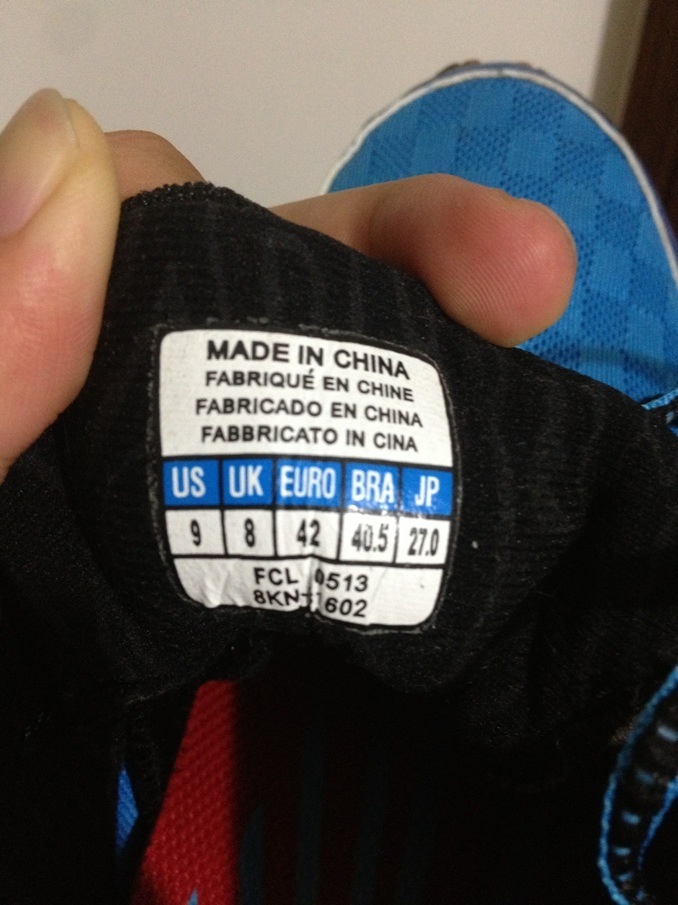 MADE IN CHINA
FABRIQUÉ EN CHINE
FABRICADO EN CHINA
FABBRICATO IN CINA
US UK EURO BRA JP
9 8 42 40.5 27.0
FCL 0513